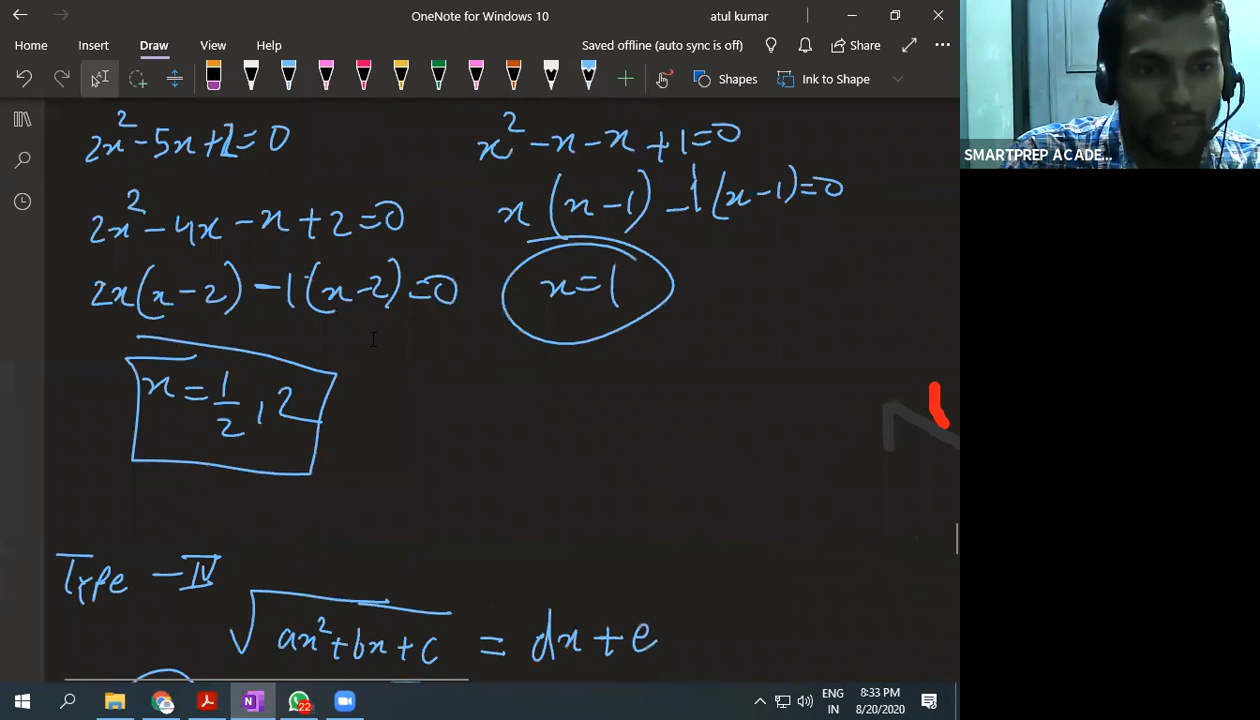 OneNote for Windows 10
atul kumar
Home Insert Draw View Help
Saved offline (auto sync is off)
Share
Shapes
Ink to Shape
SMARTPREP ACADE...
2x² - 5x + 2 = 0
2x² - 4x - x + 2 = 0
2x(x - 2) - 1(x - 2) = 0
x = 1/2, 2
x² - x - x + 1 = 0
x(x - 1) - 1(x - 1) = 0
x = 1
Type - IV
√(ax² + bx + c) = dx + e
22
ENG
IN
8:33 PM
8/20/2020